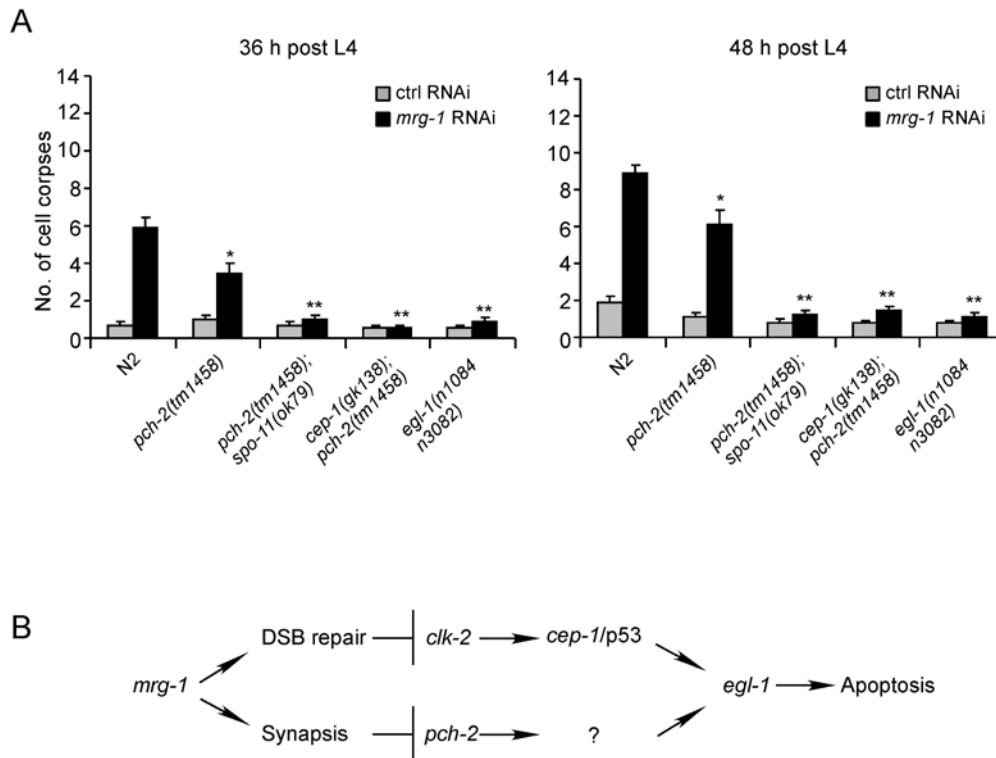 A
36 h post L4
48 h post L4
ctrl RNAi
mrg-1 RNAi
ctrl RNAi
mrg-1 RNAi
No. of cell corpses
14
12
10
8
6
4
2
0
*
**
**
**
N2
pch-2(tm1458)
pch-2(tm1458);
spo-11(ok79)
cep-1(gk138);
pch-2(tm1458)
egl-1(n1084
n3082)
14
12
10
8
6
4
2
0
*
**
**
**
N2
pch-2(tm1458)
pch-2(tm1458);
spo-11(ok79)
cep-1(gk138);
pch-2(tm1458)
egl-1(n1084
n3082)
B
DSB repair clk-2 cep-1/p53
mrg-1 egl-1 Apoptosis
Synapsis pch-2 ?